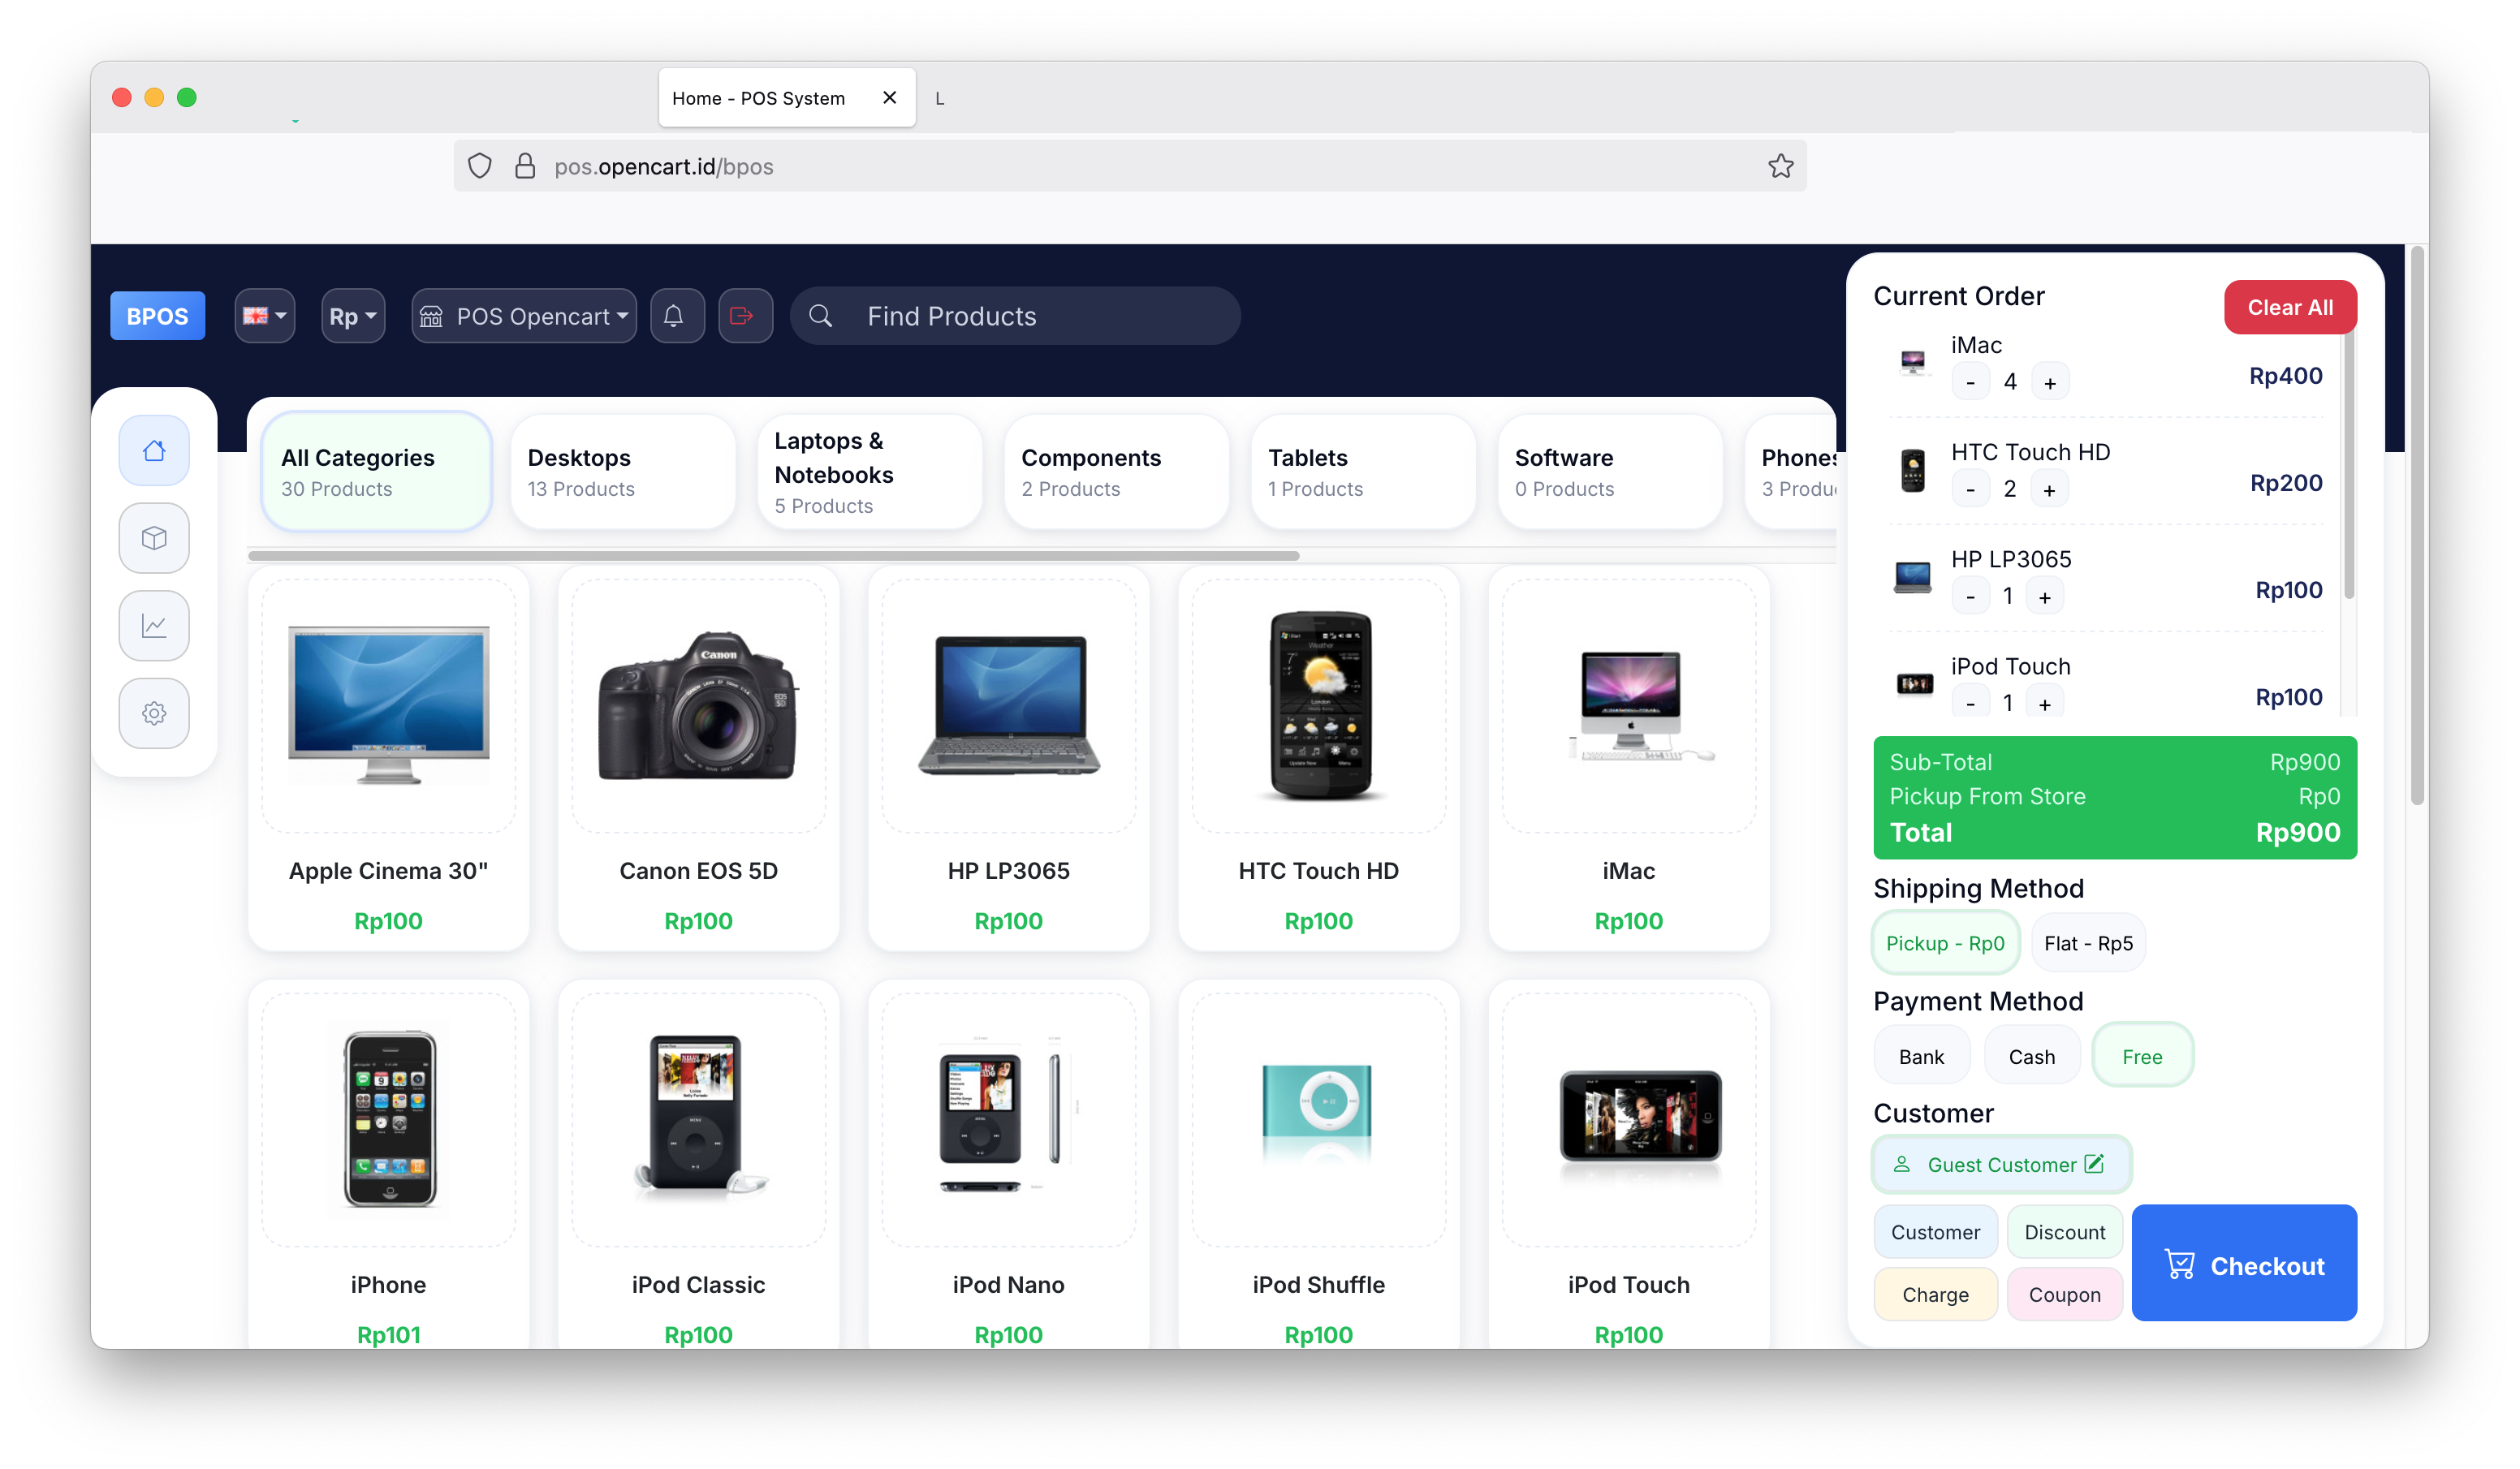 Home - POS System
L
pos.opencart.id/bpos
BPOS
Rp
POS Opencart
Find Products
All Categories
30 Products
Desktops
13 Products
Laptops &
Notebooks
5 Products
Components
2 Products
Tablets
1 Products
Software
0 Products
Phones
3 Produ
Apple Cinema 30"
Rp100
Canon EOS 5D
Rp100
HP LP3065
Rp100
HTC Touch HD
Rp100
iMac
Rp100
iPhone
Rp101
iPod Classic
Rp100
iPod Nano
Rp100
iPod Shuffle
Rp100
iPod Touch
Rp100
Canon
Current Order
Clear All
iMac
- 4 +
Rp400
HTC Touch HD
- 2 +
Rp200
HP LP3065
- 1 +
Rp100
iPod Touch
- 1 +
Rp100
Sub-Total Rp900
Pickup From Store Rp0
Total Rp900
Shipping Method
Pickup - Rp0
Flat - Rp5
Payment Method
Bank
Cash
Free
Customer
Guest Customer
Customer
Discount
Charge
Coupon
Checkout